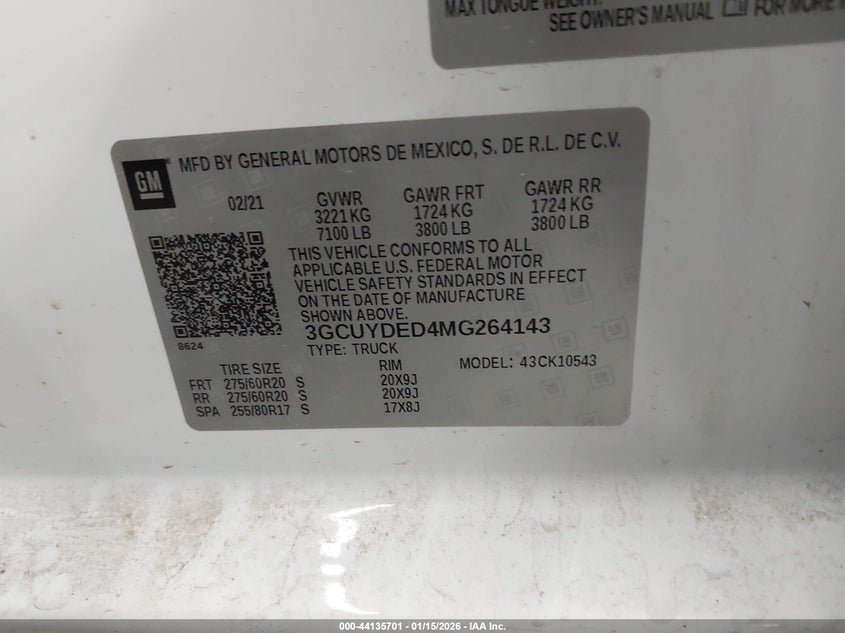 MAX TONGUE WEIGHT:
SEE OWNER'S MANUAL FOR MORE
GM
MFD BY GENERAL MOTORS DE MEXICO, S. DE R.L. DE C.V.
02/21 GVWR GAWR FRT GAWR RR
3221 KG 1724 KG 1724 KG
7100 LB 3800 LB 3800 LB
THIS VEHICLE CONFORMS TO ALL
APPLICABLE U.S. FEDERAL MOTOR
VEHICLE SAFETY STANDARDS IN EFFECT
ON THE DATE OF MANUFACTURE
SHOWN ABOVE.
3GCUYDED4MG264143
8624
TYPE: TRUCK
MODEL: 43CK10543
TIRE SIZE RIM
FRT 275/60R20 S 20X9J
RR 275/60R20 S 20X9J
SPA 255/80R17 S 17X8J
000-44135701 - 01/15/2026 - IAA Inc.